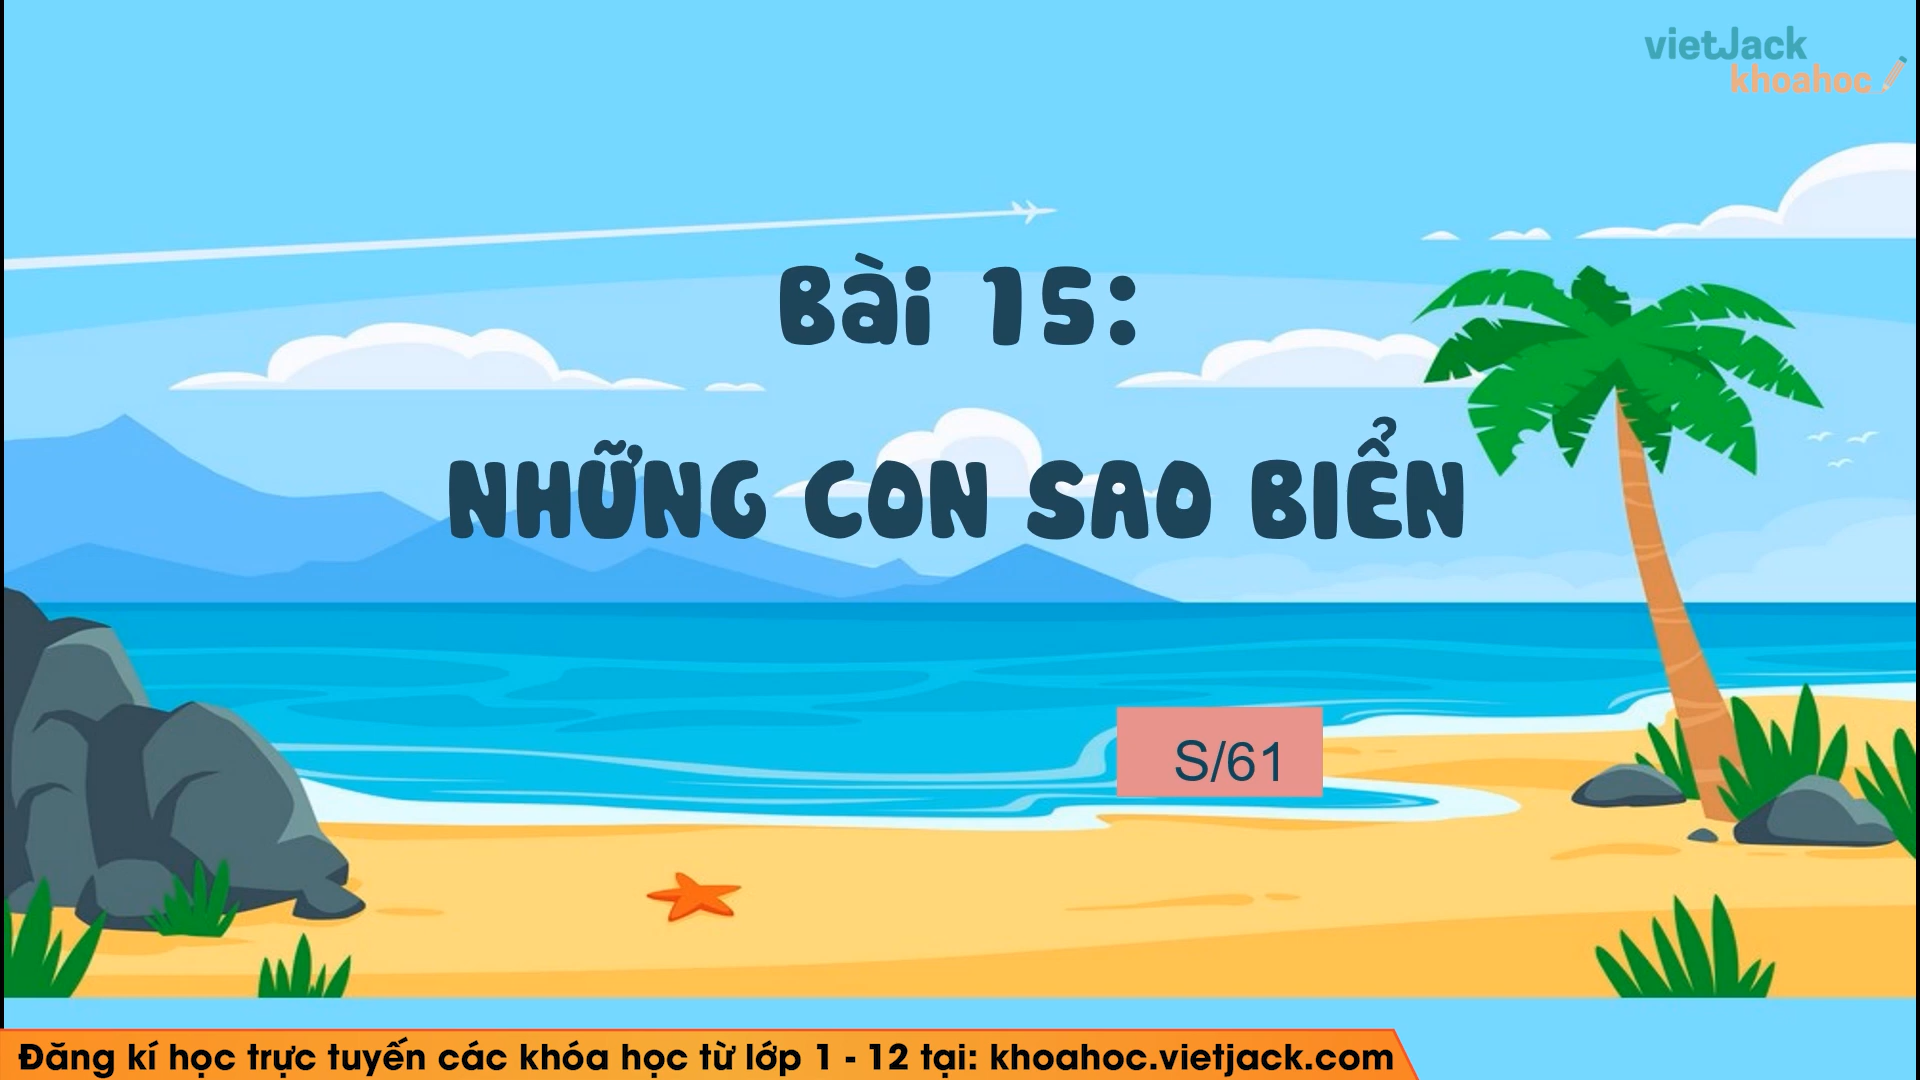 vietJack
khoahoc
Bài 15:
NHỮNG CON SAO BIỂN
S/61
Đăng kí học trực tuyến các khóa học từ lớp 1 - 12 tại: khoahoc.vietjack.com